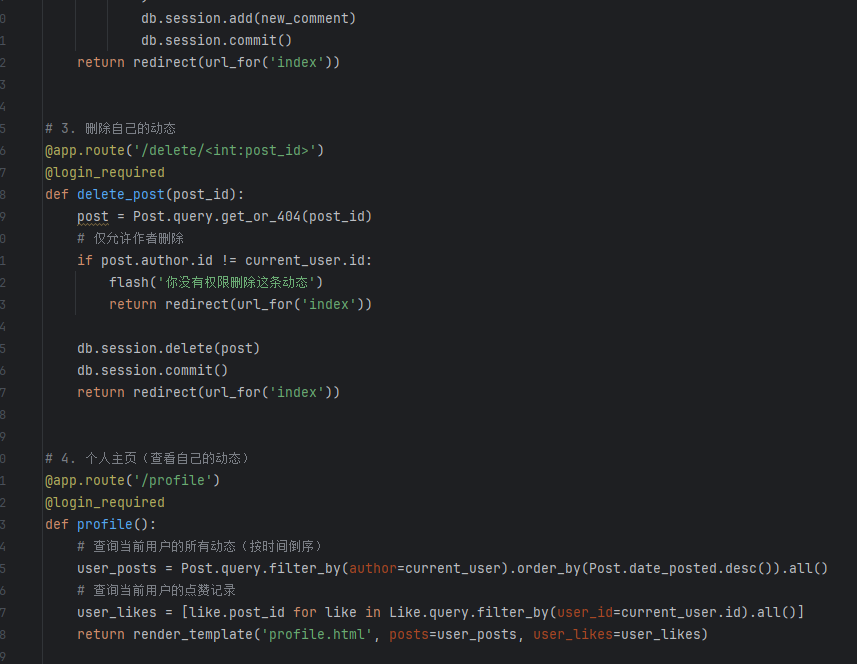 db.session.add(new_comment)
db.session.commit()
return redirect(url_for('index'))
# 3. 删除自己的动态
@app.route('/delete/<int:post_id>')
@login_required
def delete_post(post_id):
post = Post.query.get_or_404(post_id)
# 仅允许作者删除
if post.author.id != current_user.id:
flash('你没有权限删除这条动态')
return redirect(url_for('index'))
db.session.delete(post)
db.session.commit()
return redirect(url_for('index'))
# 4. 个人主页（查看自己的动态）
@app.route('/profile')
@login_required
def profile():
# 查询当前用户的所有动态（按时间倒序）
user_posts = Post.query.filter_by(author=current_user).order_by(Post.date_posted.desc()).all()
# 查询当前用户的点赞记录
user_likes = [like.post_id for like in Like.query.filter_by(user_id=current_user.id).all()]
return render_template('profile.html', posts=user_posts, user_likes=user_likes)